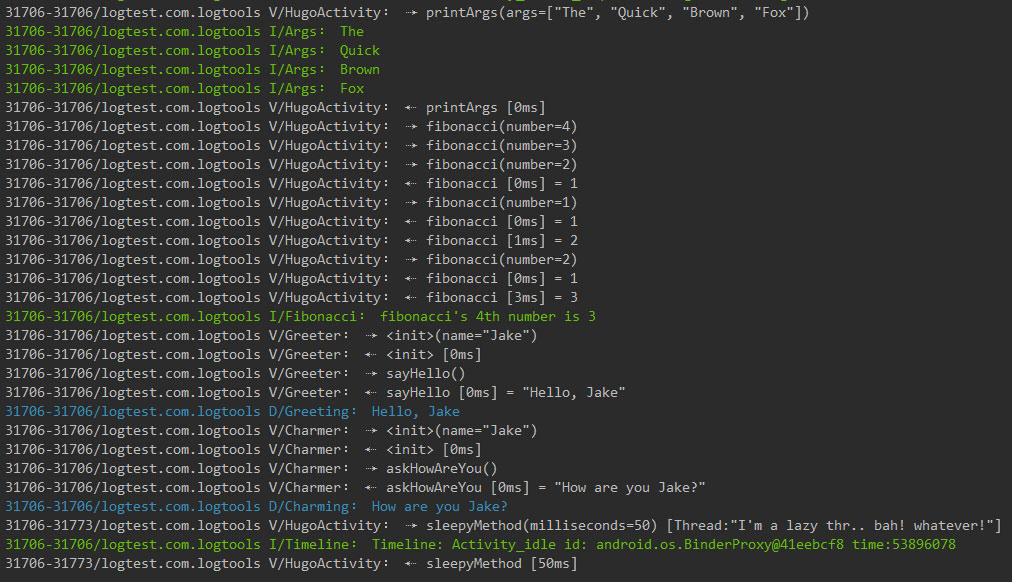 31706-31706/logtest.com.logtools V/HugoActivity: ⇢ printArgs(args=["The", "Quick", "Brown", "Fox"])
31706-31706/logtest.com.logtools I/Args: The
31706-31706/logtest.com.logtools I/Args: Quick
31706-31706/logtest.com.logtools I/Args: Brown
31706-31706/logtest.com.logtools I/Args: Fox
31706-31706/logtest.com.logtools V/HugoActivity: ⇠ printArgs [0ms]
31706-31706/logtest.com.logtools V/HugoActivity: ⇢ fibonacci(number=4)
31706-31706/logtest.com.logtools V/HugoActivity: ⇢ fibonacci(number=3)
31706-31706/logtest.com.logtools V/HugoActivity: ⇢ fibonacci(number=2)
31706-31706/logtest.com.logtools V/HugoActivity: ⇠ fibonacci [0ms] = 1
31706-31706/logtest.com.logtools V/HugoActivity: ⇢ fibonacci(number=1)
31706-31706/logtest.com.logtools V/HugoActivity: ⇠ fibonacci [0ms] = 1
31706-31706/logtest.com.logtools V/HugoActivity: ⇠ fibonacci [1ms] = 2
31706-31706/logtest.com.logtools V/HugoActivity: ⇢ fibonacci(number=2)
31706-31706/logtest.com.logtools V/HugoActivity: ⇠ fibonacci [0ms] = 1
31706-31706/logtest.com.logtools V/HugoActivity: ⇠ fibonacci [3ms] = 3
31706-31706/logtest.com.logtools I/Fibonacci: fibonacci's 4th number is 3
31706-31706/logtest.com.logtools V/Greeter: ⇢ <init>(name="Jake")
31706-31706/logtest.com.logtools V/Greeter: ⇠ <init> [0ms]
31706-31706/logtest.com.logtools V/Greeter: ⇢ sayHello()
31706-31706/logtest.com.logtools V/Greeter: ⇠ sayHello [0ms] = "Hello, Jake"
31706-31706/logtest.com.logtools D/Greeting: Hello, Jake
31706-31706/logtest.com.logtools V/Charmer: ⇢ <init>(name="Jake")
31706-31706/logtest.com.logtools V/Charmer: ⇠ <init> [0ms]
31706-31706/logtest.com.logtools V/Charmer: ⇢ askHowAreYou()
31706-31706/logtest.com.logtools V/Charmer: ⇠ askHowAreYou [0ms] = "How are you Jake?"
31706-31706/logtest.com.logtools D/Charming: How are you Jake?
31706-31773/logtest.com.logtools V/HugoActivity: ⇢ sleepyMethod(milliseconds=50) [Thread:"I'm a lazy thr.. bah! whatever!"]
31706-31706/logtest.com.logtools I/Timeline: Timeline: Activity_idle id: android.os.BinderProxy@41eebcf8 time:53896078
31706-31773/logtest.com.logtools V/HugoActivity: ⇠ sleepyMethod [50ms]